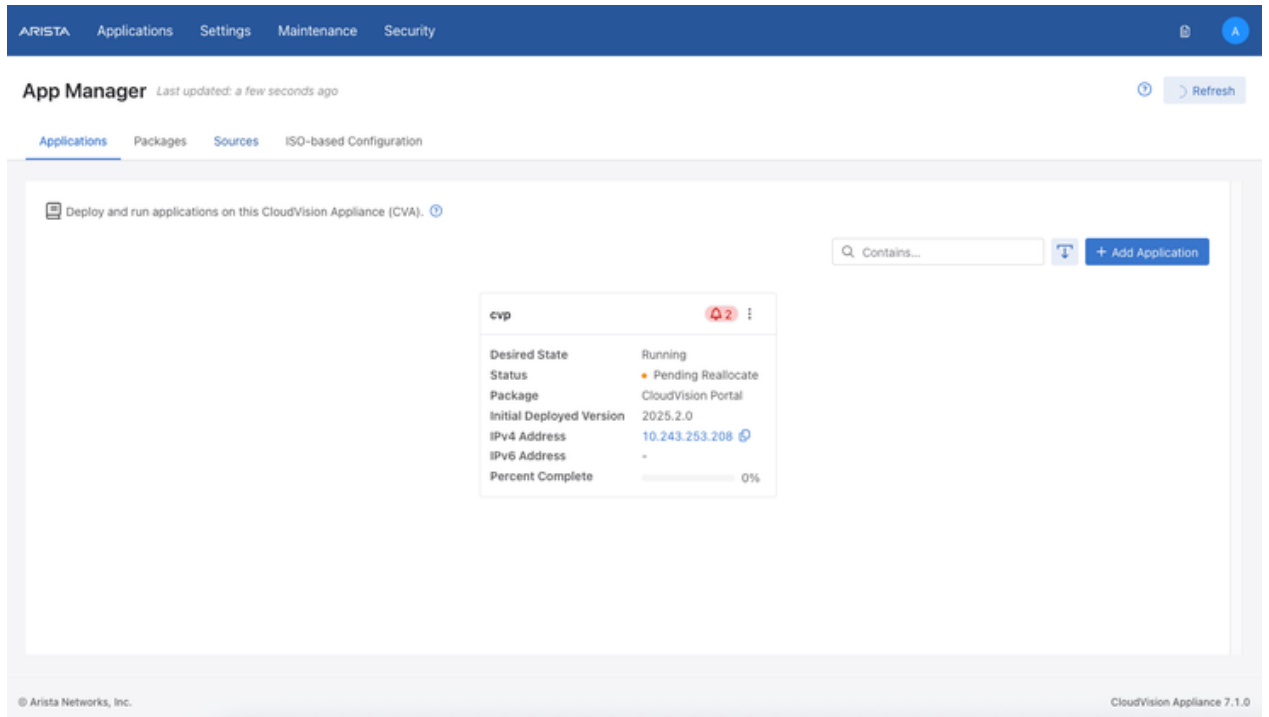 ARISTA Applications Settings Maintenance Security A
App Manager Last updated: a few seconds ago Refresh
Applications Packages Sources ISO-based Configuration
Deploy and run applications on this CloudVision Appliance (CVA).
Contains... + Add Application
cvp 2
Desired State Running
Status Pending Reallocate
Package CloudVision Portal
Initial Deployed Version 2025.2.0
IPv4 Address 10.243.253.208
IPv6 Address -
Percent Complete 0%
© Arista Networks, Inc. CloudVision Appliance 7.1.0